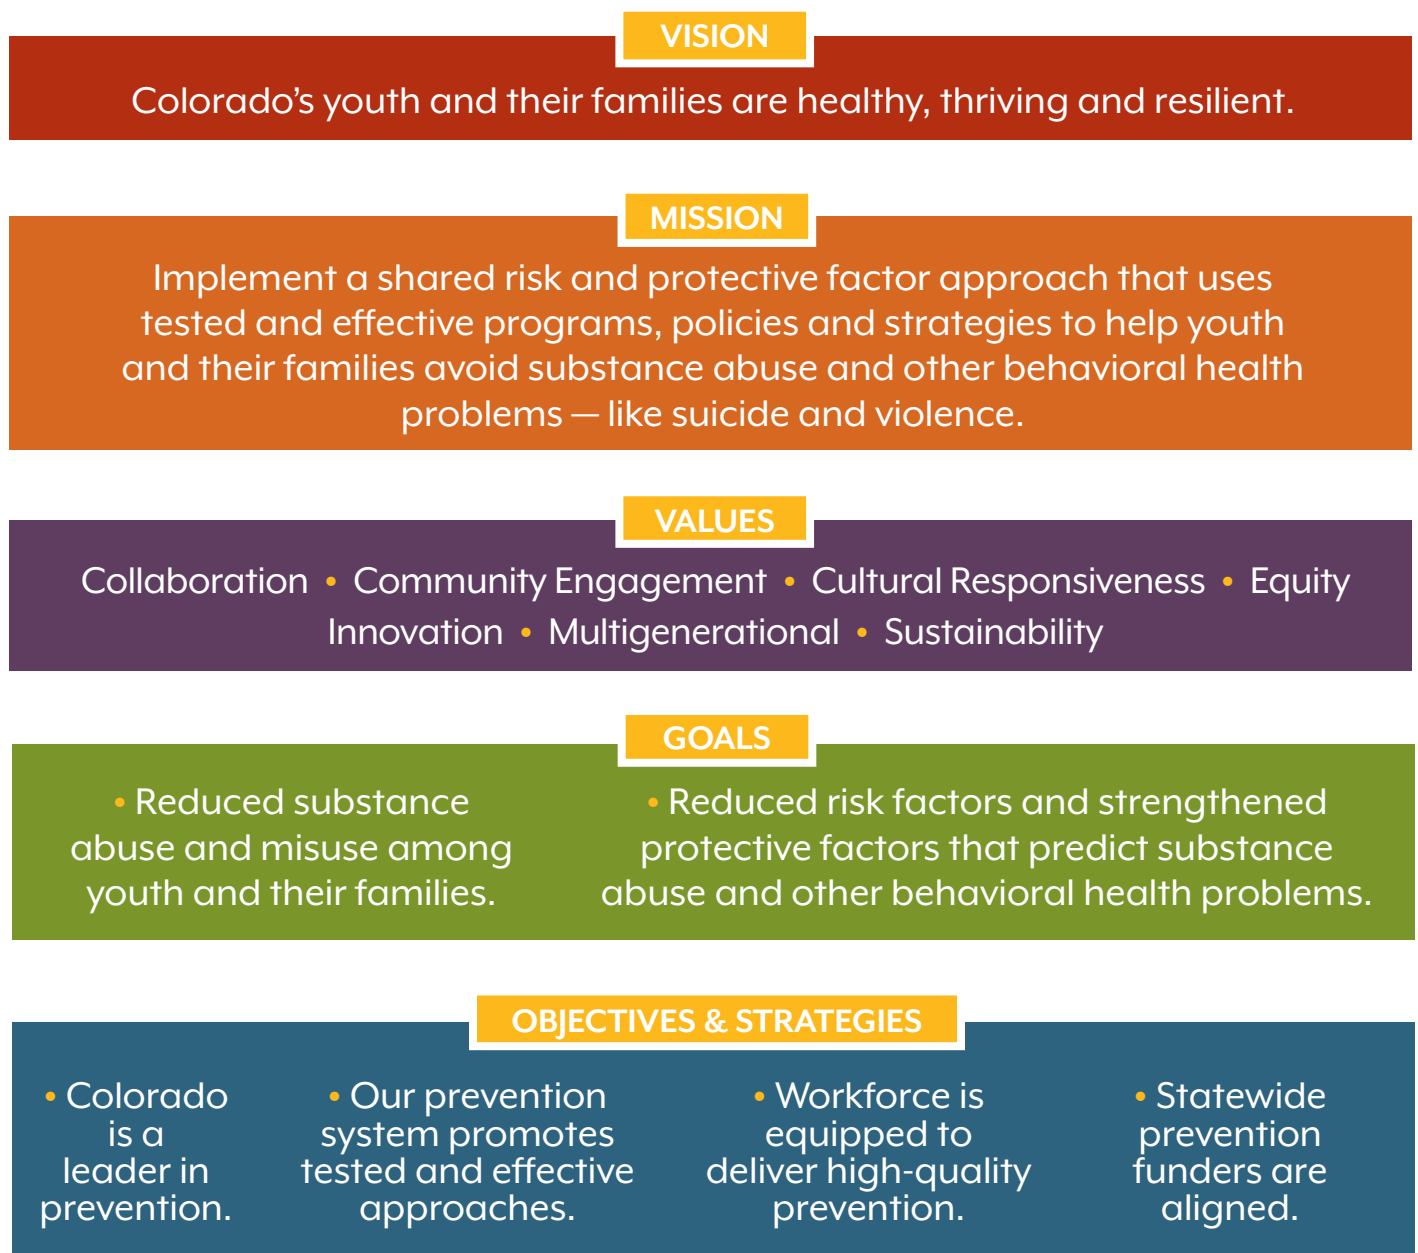 VISION
Colorado’s youth and their families are healthy, thriving and resilient.
MISSION
Implement a shared risk and protective factor approach that uses
tested and effective programs, policies and strategies to help youth
and their families avoid substance abuse and other behavioral health
problems — like suicide and violence.
VALUES
Collaboration • Community Engagement • Cultural Responsiveness • Equity
Innovation • Multigenerational • Sustainability
GOALS
• Reduced substance
abuse and misuse among
youth and their families.
• Reduced risk factors and strengthened
protective factors that predict substance
abuse and other behavioral health problems.
OBJECTIVES & STRATEGIES
• Colorado
is a
leader in
prevention.
• Our prevention
system promotes
tested and effective
approaches.
• Workforce is
equipped to
deliver high-quality
prevention.
• Statewide
prevention
funders are
aligned.